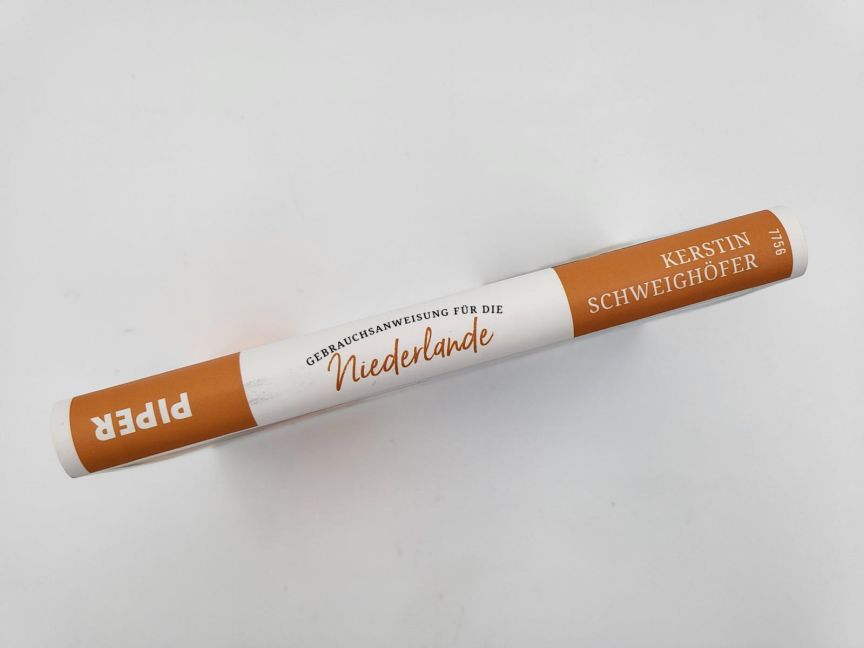 PIPER
GEBRAUCHSANWEISUNG FÜR DIE
Niederlande
KERSTIN
SCHWEIGHÖFER
7756